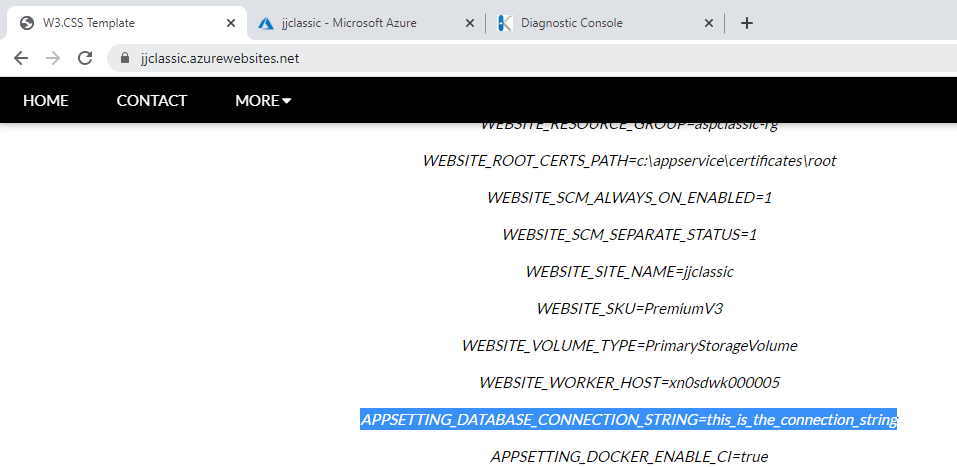 W3.CSS Template
jjclassic - Microsoft Azure
Diagnostic Console
jjclassic.azurewebsites.net
HOME CONTACT MORE
WEBSITE_RESOURCE_GROUP=aspclassic-rg
WEBSITE_ROOT_CERTS_PATH=c:\appservice\certificates\root
WEBSITE_SCM_ALWAYS_ON_ENABLED=1
WEBSITE_SCM_SEPARATE_STATUS=1
WEBSITE_SITE_NAME=jjclassic
WEBSITE_SKU=PremiumV3
WEBSITE_VOLUME_TYPE=PrimaryStorageVolume
WEBSITE_WORKER_HOST=xn0sdwk000005
APPSETTING_DATABASE_CONNECTION_STRING=this_is_the_connection_string
APPSETTING_DOCKER_ENABLE_CI=true